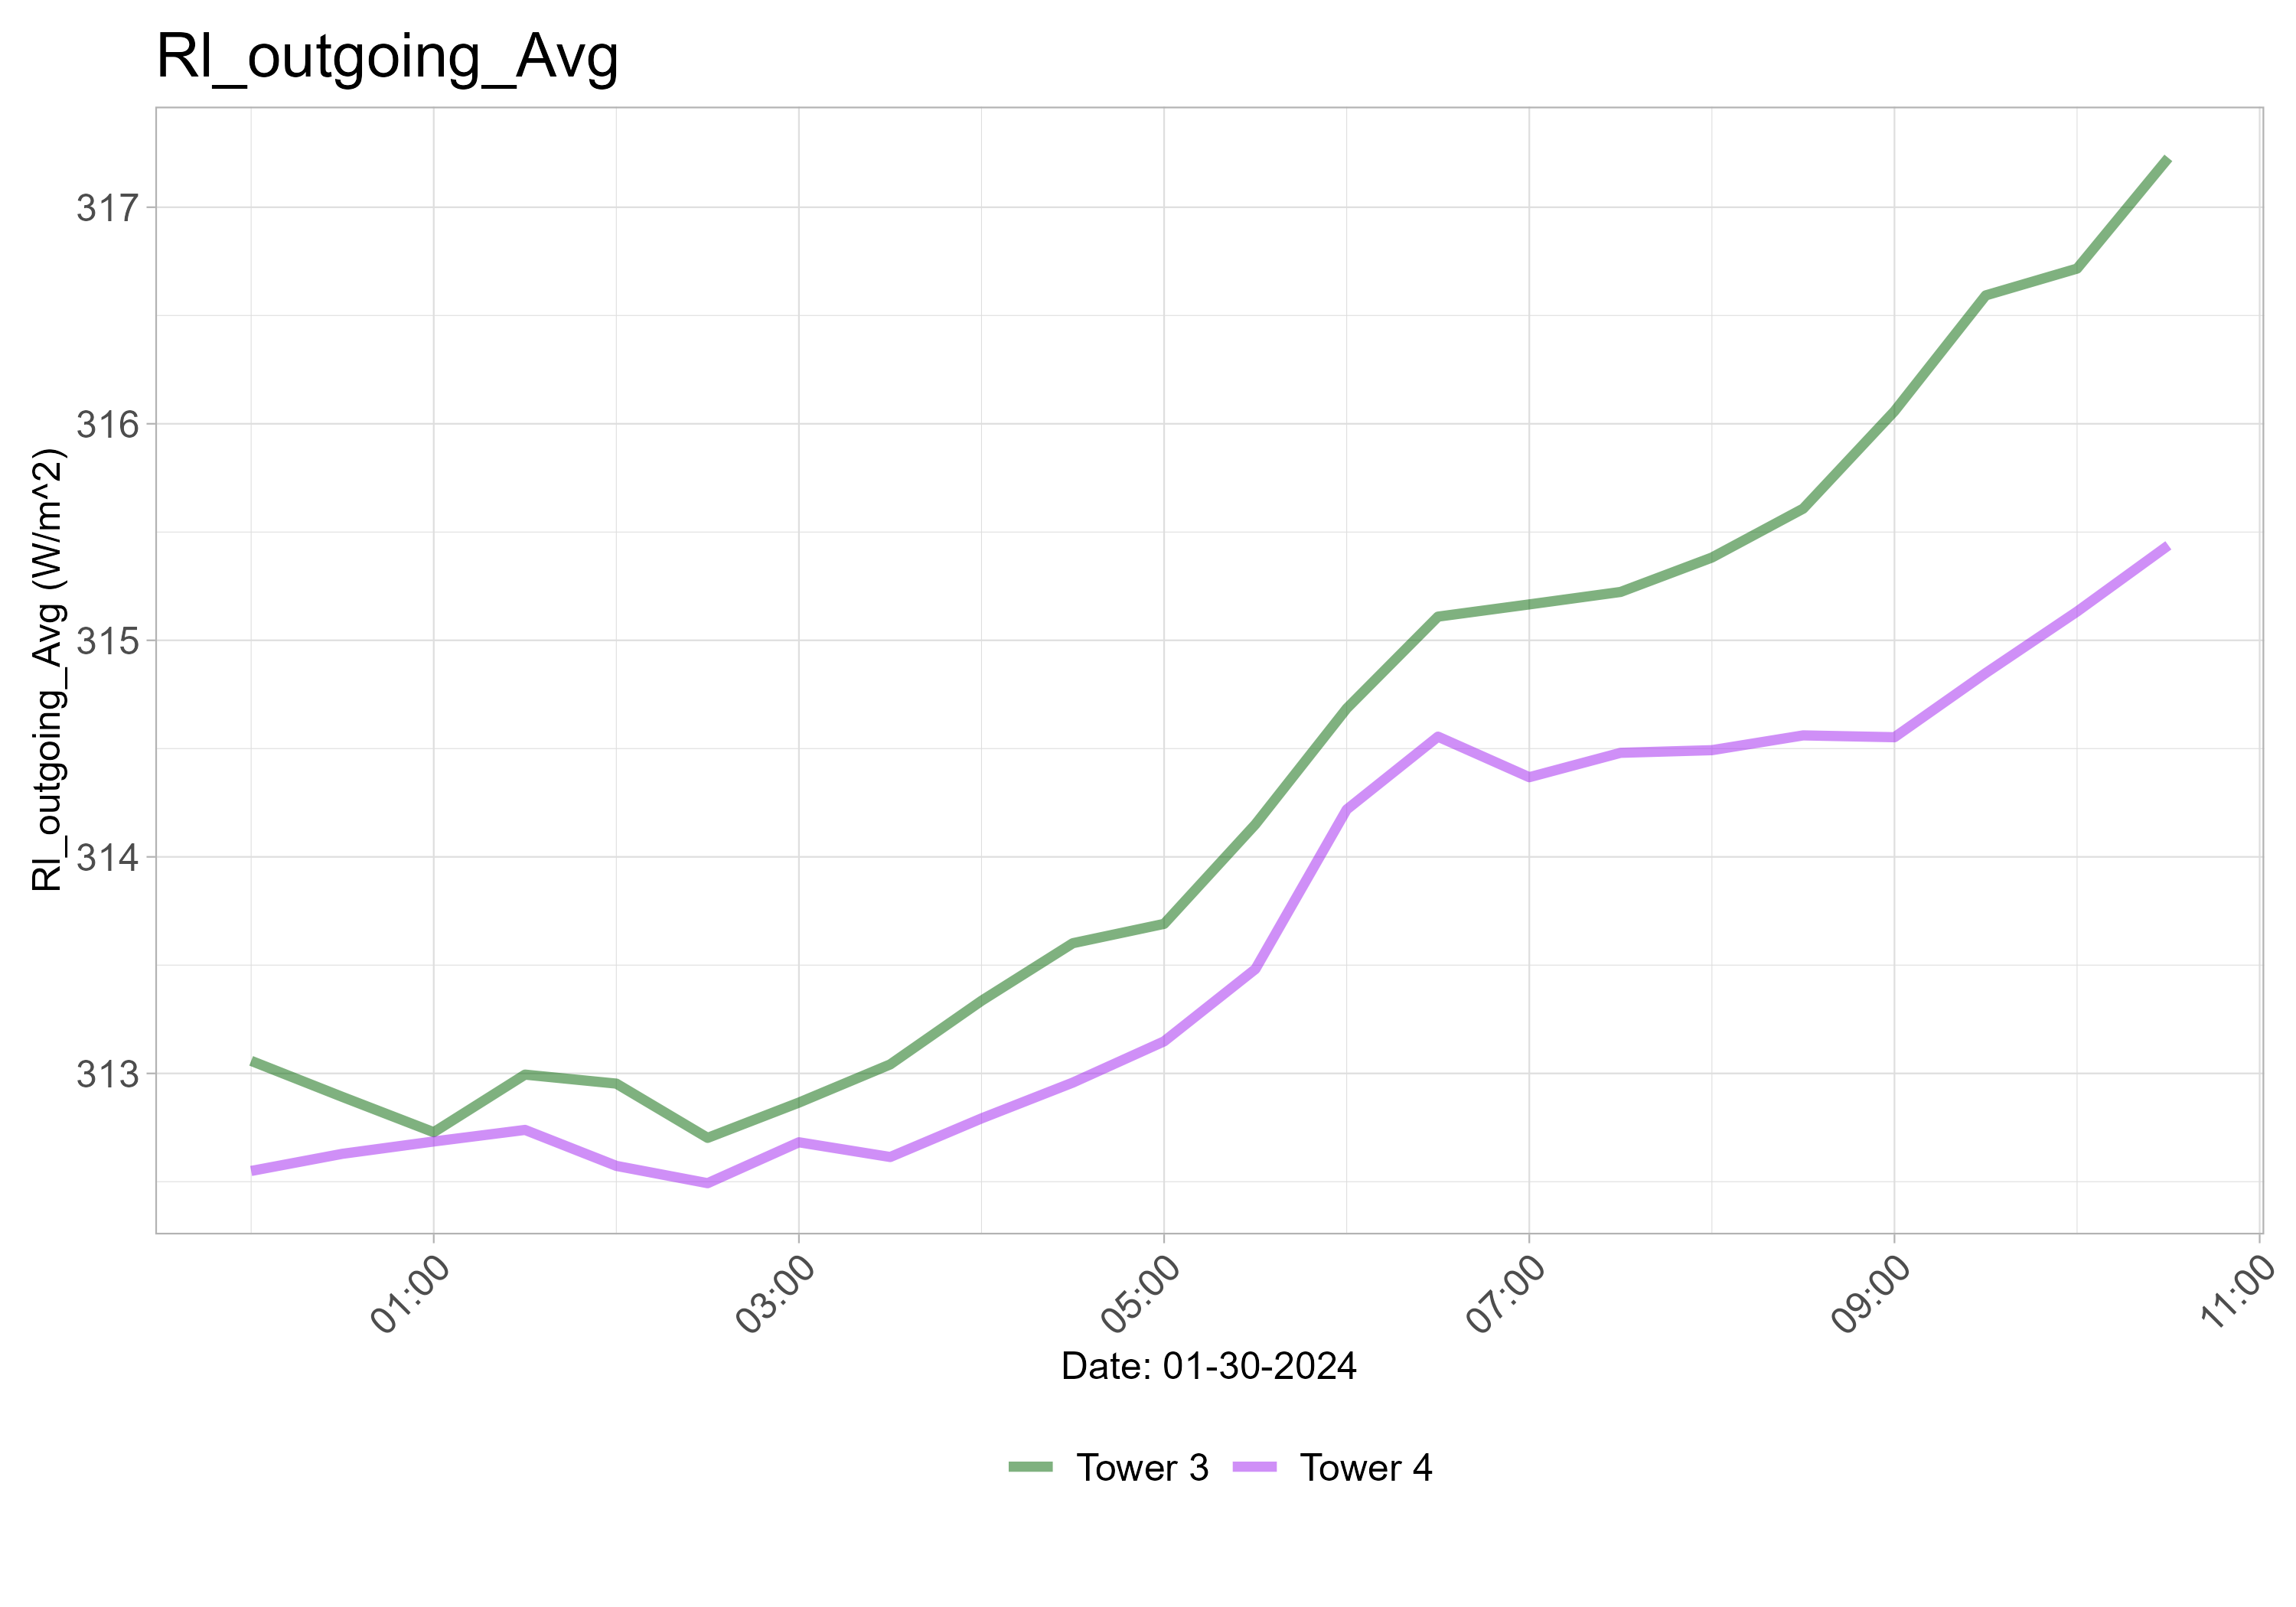 Rl_outgoing_Avg
Rl_outgoing_Avg (W/m^2)
317
316
315
314
313
01:00
03:00
05:00
07:00
09:00
11:00
Date: 01-30-2024
Tower 3
Tower 4